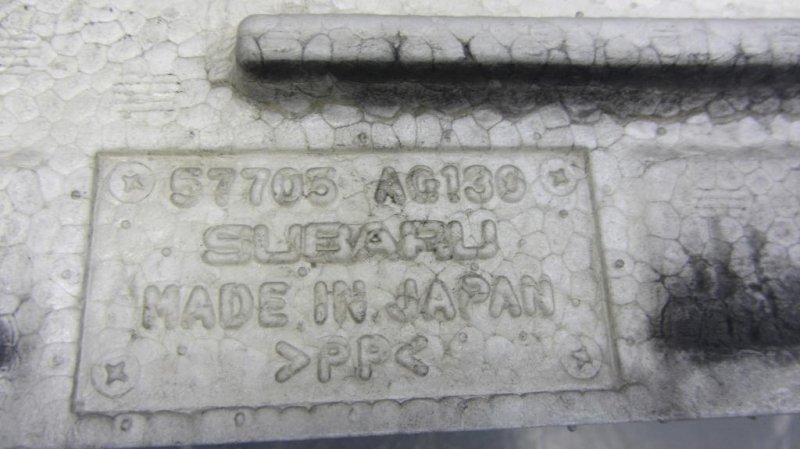 57705 AG130
SUBARU
MADE IN JAPAN
>PP<